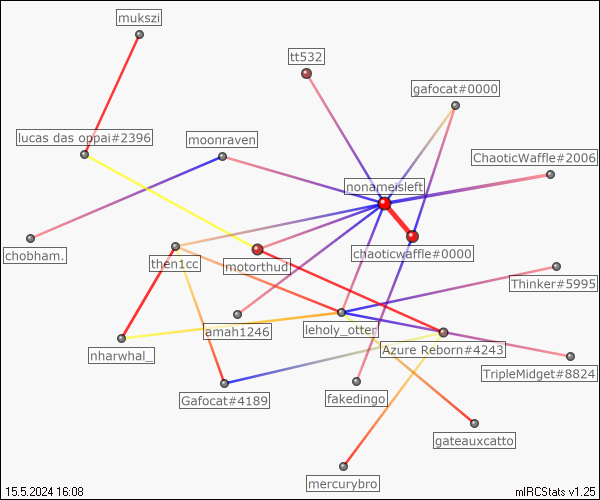 mukszi
tt532
gafocat#0000
lucas das oppai#2396
moonraven
ChaoticWaffle#2006
nonameisleft
chobham.
then1cc
motorthud
chaoticwaffle#0000
Thinker#5995
amah1246
leholy_otter
nharwhal_
Azure Reborn#4243
TripleMidget#8824
Gafocat#4189
fakedingo
gateauxcatto
mercurybro
15.5.2024 16:08
mIRCStats v1.25